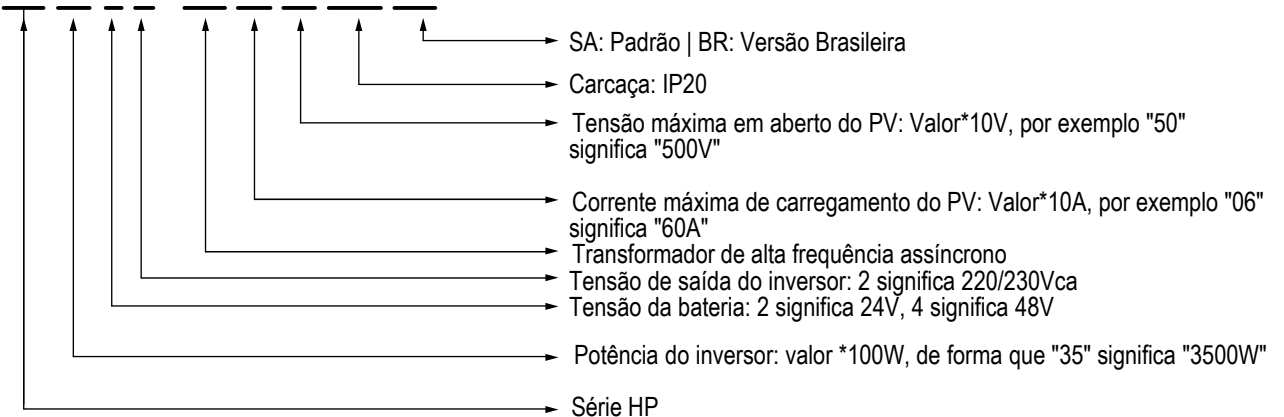 SA: Padrão | BR: Versão Brasileira
Carcaça: IP20
Tensão máxima em aberto do PV: Valor*10V, por exemplo "50"
significa "500V"
Corrente máxima de carregamento do PV: Valor*10A, por exemplo "06"
significa "60A"
Transformador de alta frequência assíncrono
Tensão de saída do inversor: 2 significa 220/230Vca
Tensão da bateria: 2 significa 24V, 4 significa 48V
Potência do inversor: valor *100W, de forma que "35" significa "3500W"
Série HP